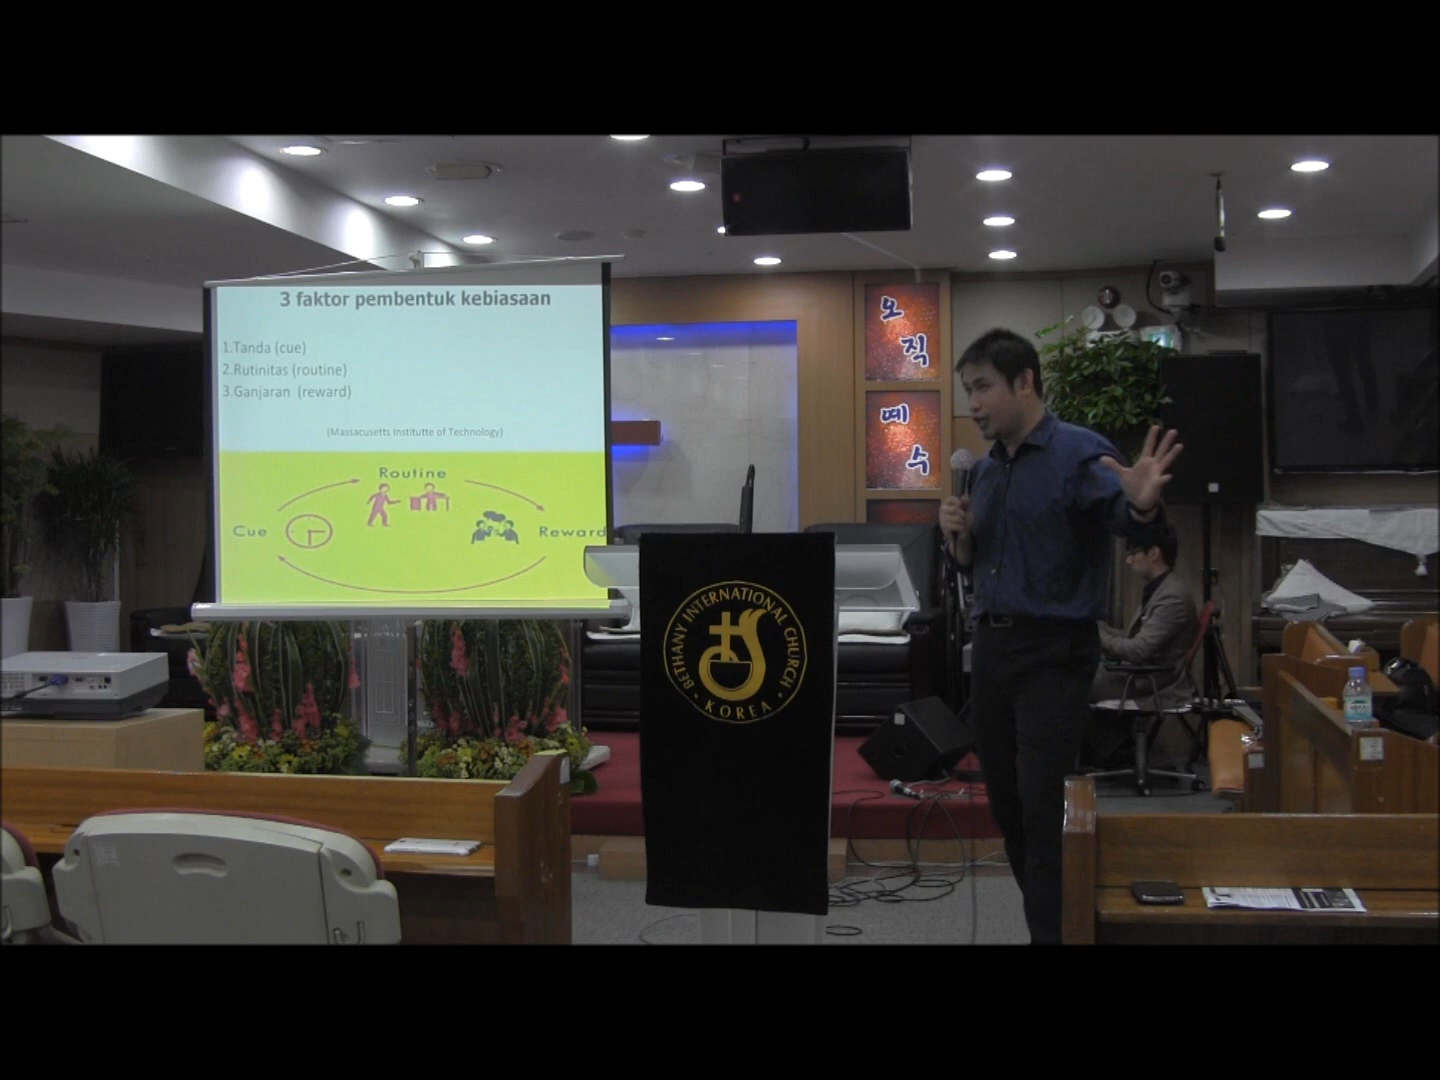 3 faktor pembentuk kebiasaan
1.Tanda (cue)
2.Rutinitas (routine)
3.Ganjaran (reward)
(Massacusetts Institutte of Technology)
Routine
Cue
Reward
오
직
예
수
BETHANY INTERNATIONAL CHURCH
KOREA